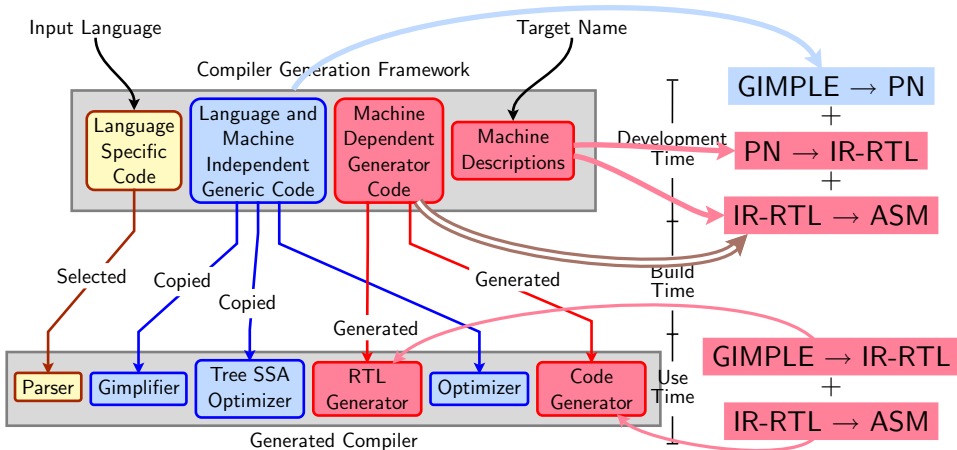 Input Language
Target Name
Compiler Generation Framework
Language
Specific
Code
Language and
Machine
Independent
Generic Code
Machine
Dependent
Generator
Code
Machine
Descriptions
Development
Time
GIMPLE → PN
+
PN → IR-RTL
+
IR-RTL → ASM
Selected
Copied
Copied
Generated
Generated
Build
Time
Parser
Gimplifier
Tree SSA
Optimizer
RTL
Generator
Optimizer
Code
Generator
Use
Time
GIMPLE → IR-RTL
+
IR-RTL → ASM
Generated Compiler